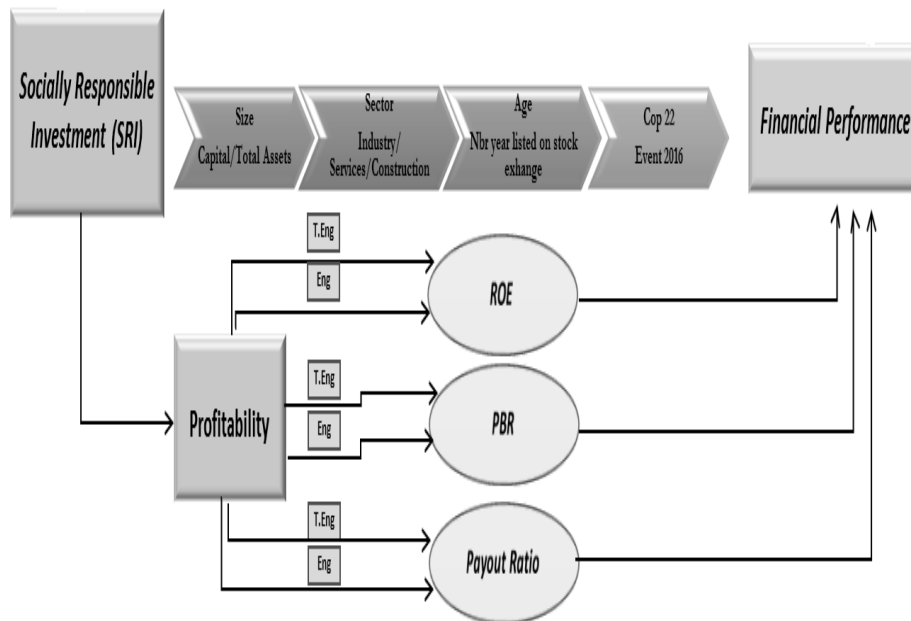 Socially Responsible
Investment (SRI)
Size
Capital/Total Assets
Sector
Industry/
Services/Construction
Age
Nbr year listed on stock
exhange
Cop 22
Event 2016
Financial Performance
T.Eng
Eng
ROE
Profitability
T.Eng
Eng
PBR
T.Eng
Eng
Payout Ratio